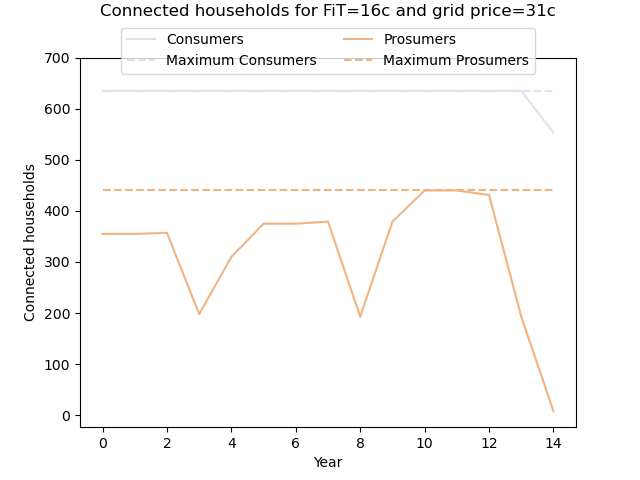 Connected households for FiT=16c and grid price=31c
Consumers
Prosumers
Maximum Consumers
Maximum Prosumers
700
600
500
400
300
200
100
0
Connected households
0 2 4 6 8 10 12 14
Year